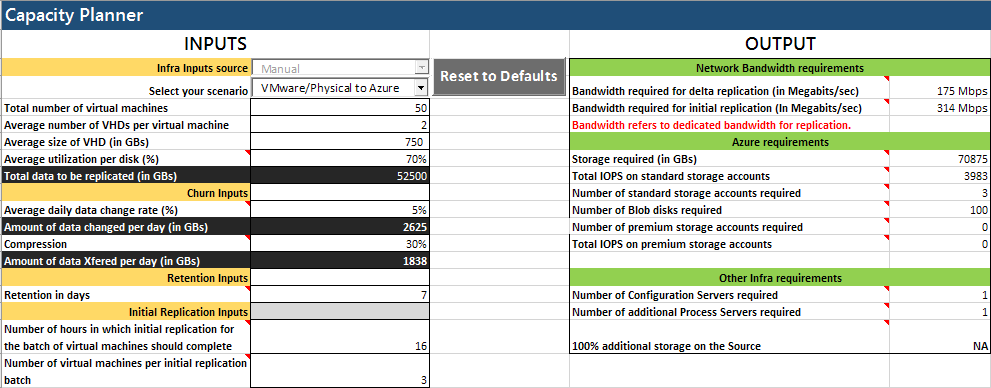 Capacity Planner
INPUTS
Infra Inputs source Manual
Select your scenario VMware/Physical to Azure
Reset to Defaults
Total number of virtual machines 50
Average number of VHDs per virtual machine 2
Average size of VHD (in GBs) 750
Average utilization per disk (%) 70%
Total data to be replicated (in GBs) 52500
Churn Inputs
Average daily data change rate (%) 5%
Amount of data changed per day (in GBs) 2625
Compression 30%
Amount of data Xfered per day (in GBs) 1838
Retention Inputs
Retention in days 7
Initial Replication Inputs
Number of hours in which initial replication for
the batch of virtual machines should complete 16
Number of virtual machines per initial replication
batch 3
OUTPUT
Network Bandwidth requirements
Bandwidth required for delta replication (in Megabits/sec) 175 Mbps
Bandwidth required for initial replication (In Megabits/sec) 314 Mbps
Bandwidth refers to dedicated bandwidth for replication.
Azure requirements
Storage required (in GBs) 70875
Total IOPS on standard storage accounts 3983
Number of standard storage accounts required 3
Number of Blob disks required 100
Number of premium storage accounts required 0
Total IOPS on premium storage accounts 0
Other Infra requirements
Number of Configuration Servers required 1
Number of additional Process Servers required 1
100% additional storage on the Source NA